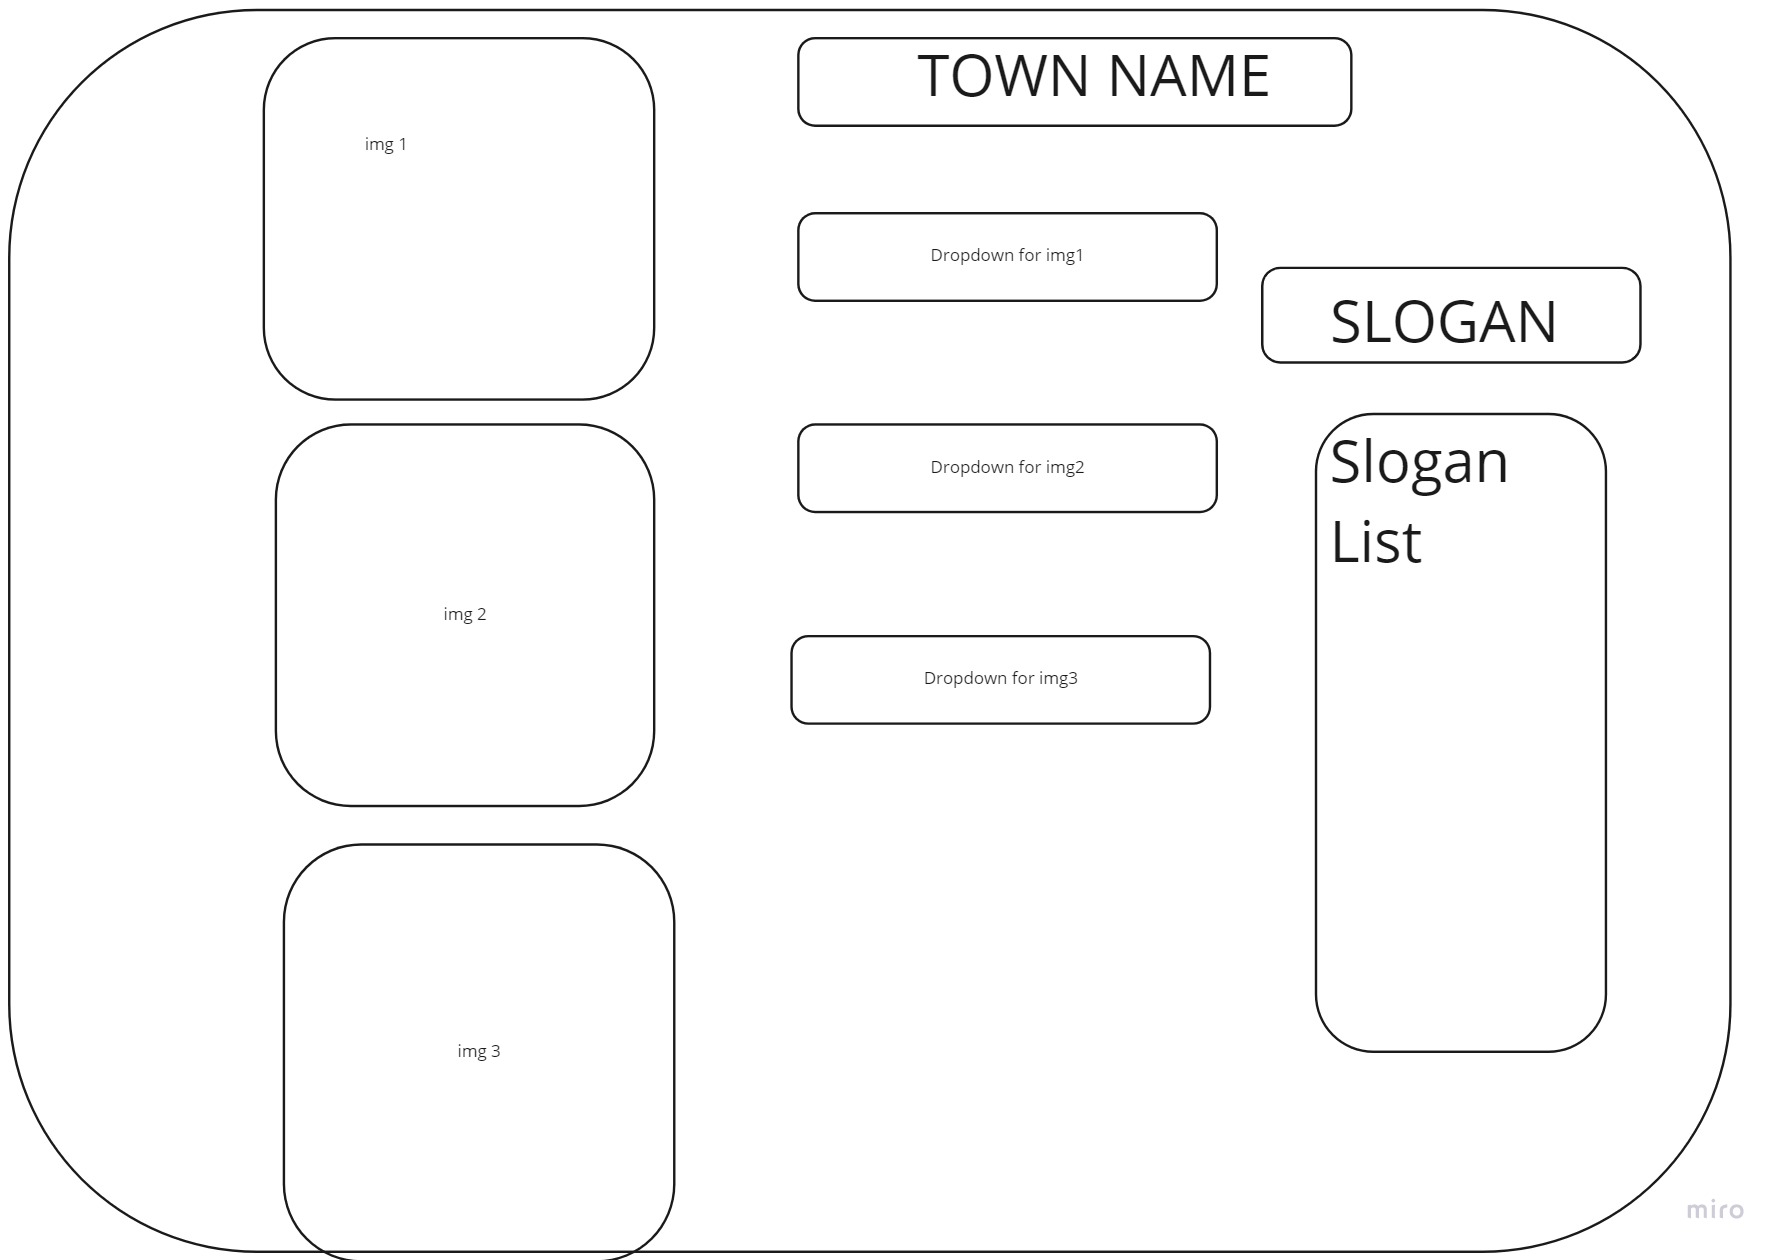 img 1
TOWN NAME
Dropdown for img1
SLOGAN
Dropdown for img2
Slogan
List
img 2
Dropdown for img3
img 3
miro